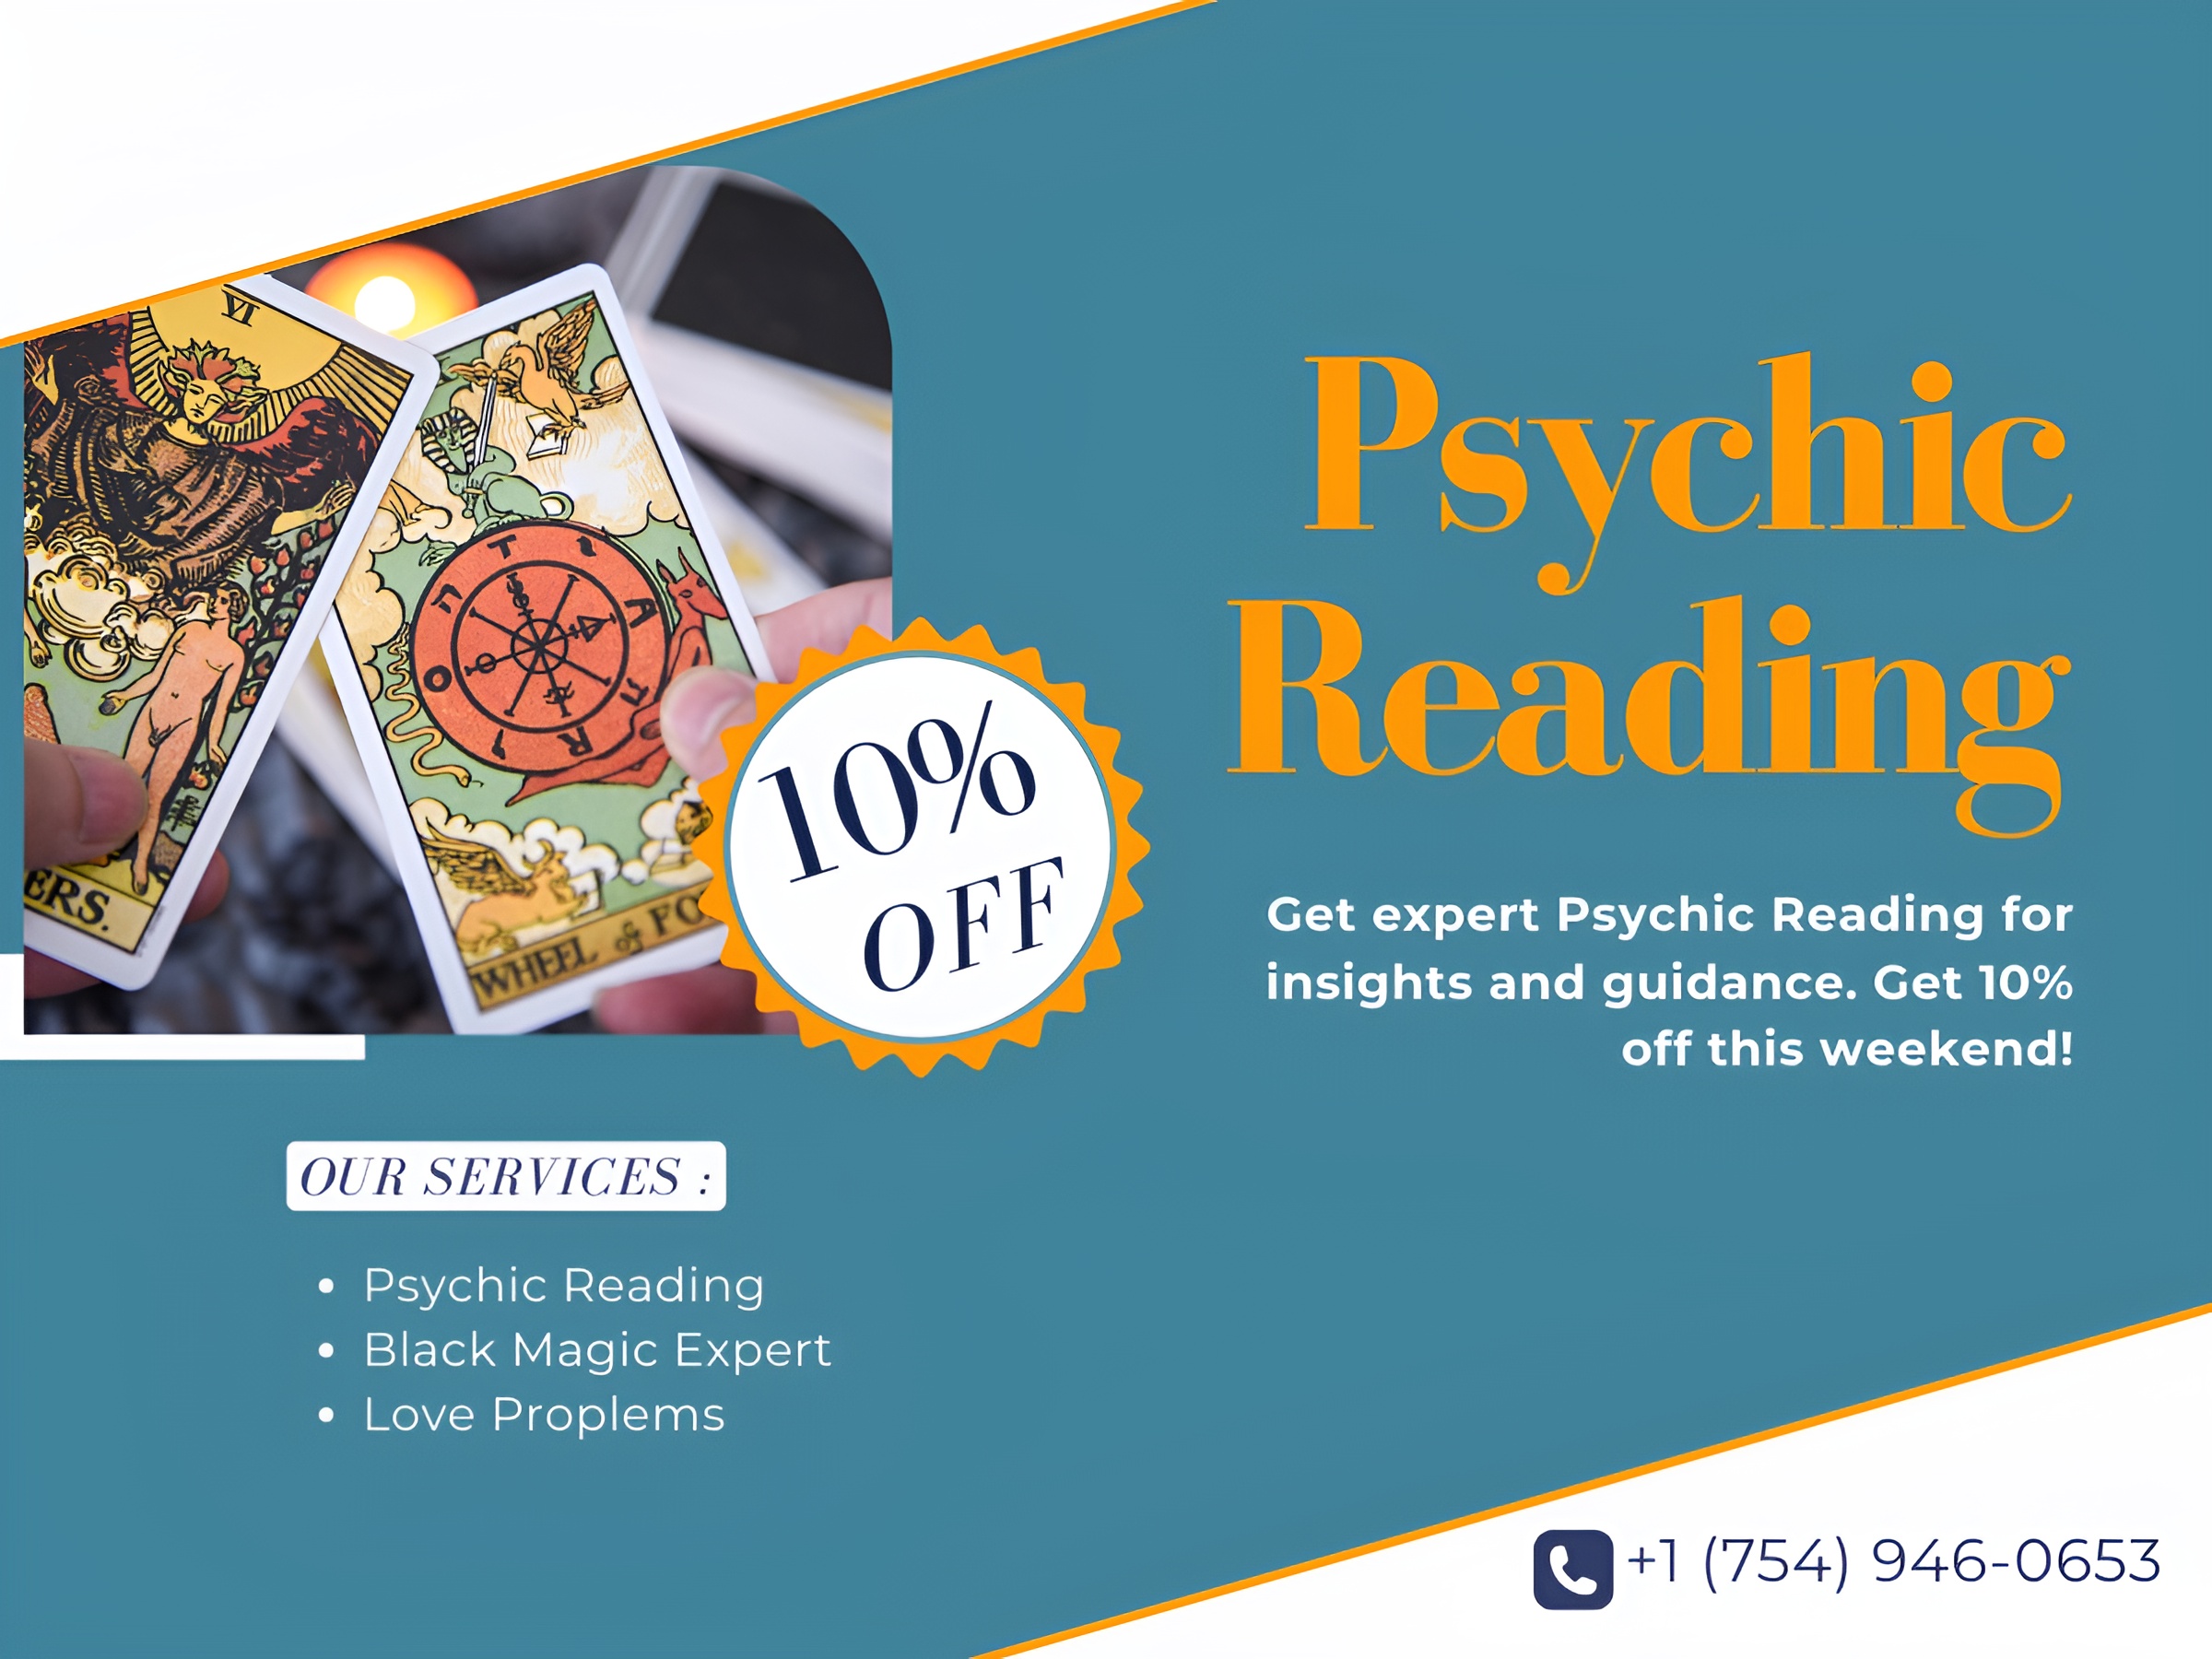 VI
ERS.
T
A
R
O
WHEEL of FO
10%
OFF
Psychic
Reading
Get expert Psychic Reading for
insights and guidance. Get 10%
off this weekend!
OUR SERVICES :
• Psychic Reading
• Black Magic Expert
• Love Proplems
+1 (754) 946-0653